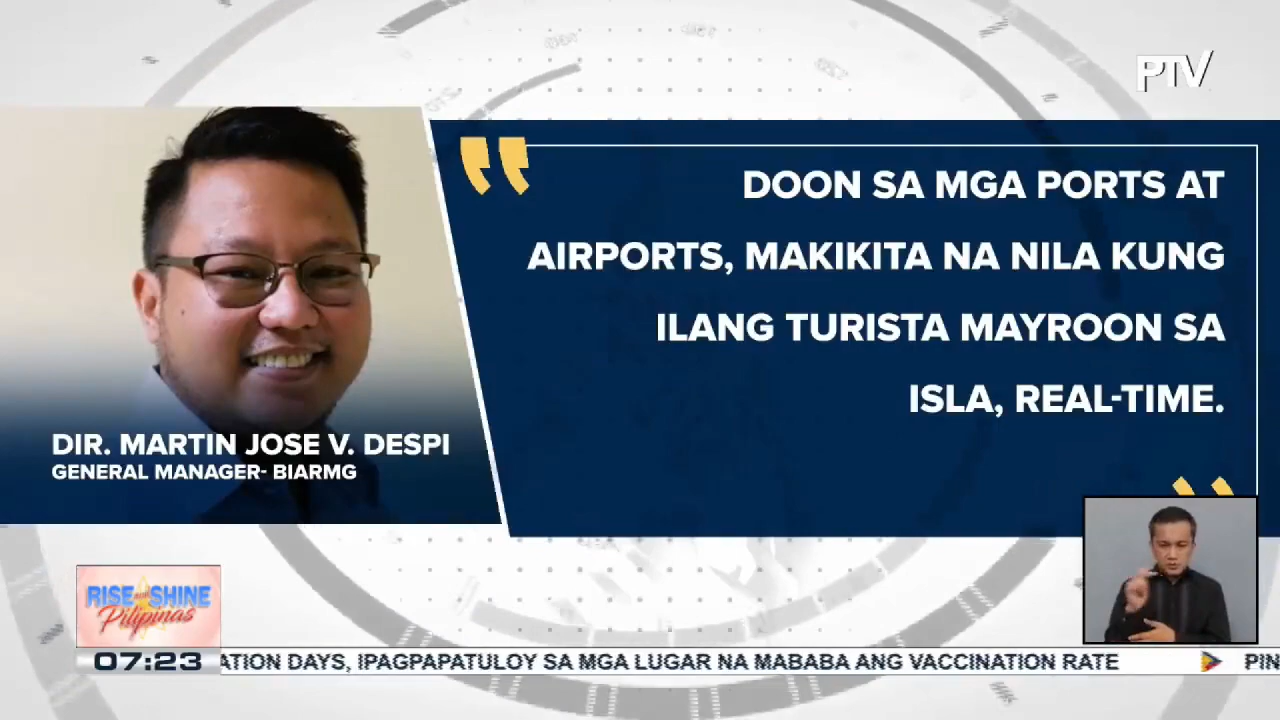 PTV
DOON SA MGA PORTS AT
AIRPORTS, MAKIKITA NA NILA KUNG
ILANG TURISTA MAYROON SA
ISLA, REAL-TIME.
DIR. MARTIN JOSE V. DESPI
GENERAL MANAGER- BIARMG
RISE and SHINE
Pilipinas
07:23
ATION DAYS, IPAGPAPATULOY SA MGA LUGAR NA MABABA ANG VACCINATION RATE
PIN